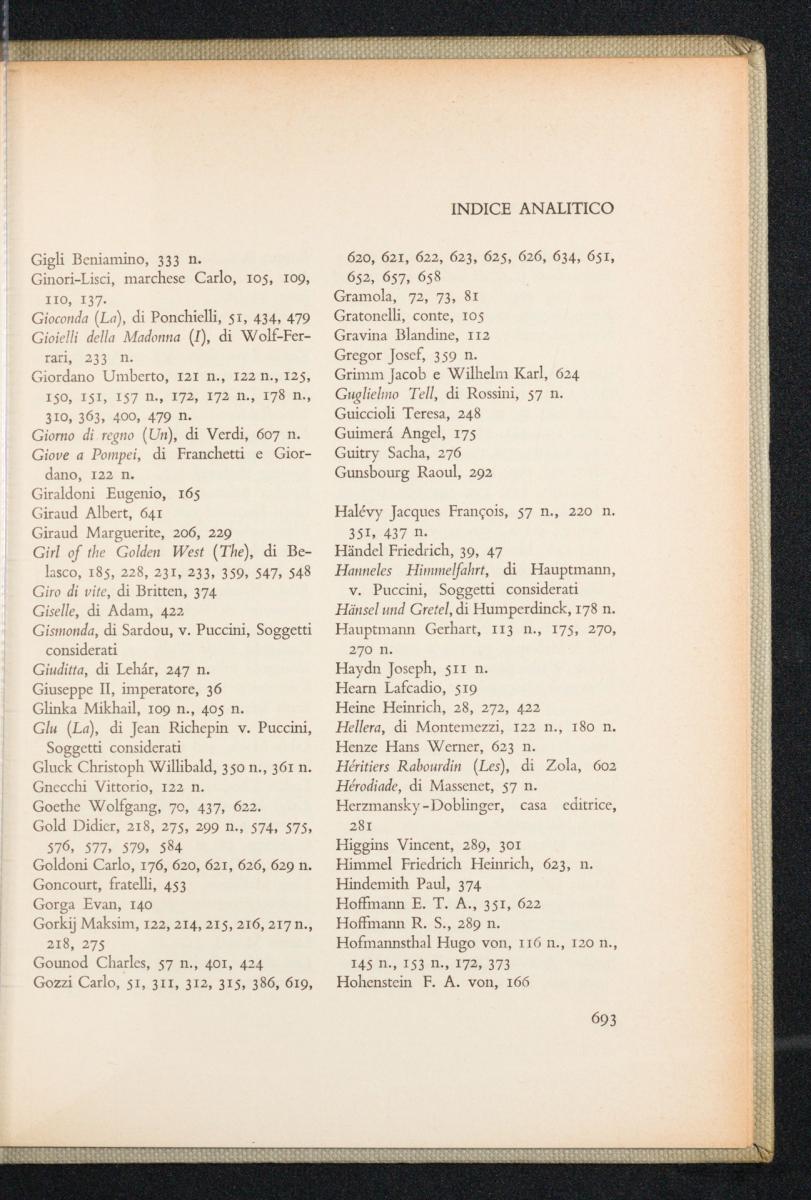 INDICE ANALITICO
Gigli Beniamino, 333 n.
Ginori-Lisci, marchese Carlo, 105, 109,
110, 137.
Gioconda (La), di Ponchielli, 51, 434, 479
Gioielli della Madonna (I), di Wolf-Fer-
rari, 233 n.
Giordano Umberto, 121 n., 122 n., 125,
150, 151, 157 n., 172, 172 n., 178 n.,
310, 363, 400, 479 n.
Giorno di regno (Un), di Verdi, 607 n.
Giove a Pompei, di Franchetti e Gior-
dano, 122 n.
Giraldoni Eugenio, 165
Giraud Albert, 641
Giraud Marguerite, 206, 229
Girl of the Golden West (The), di Be-
lasco, 185, 228, 231, 233, 359, 547, 548
Giro di vite, di Britten, 374
Giselle, di Adam, 422
Gismonda, di Sardou, v. Puccini, Soggetti
considerati
Giuditta, di Lehár, 247 n.
Giuseppe II, imperatore, 36
Glinka Mikhail, 109 n., 405 n.
Glu (La), di Jean Richepin v. Puccini,
Soggetti considerati
Gluck Christoph Willibald, 350 n., 361 n.
Gnecchi Vittorio, 122 n.
Goethe Wolfgang, 70, 437, 622.
Gold Didier, 218, 275, 299 n., 574, 575,
576, 577, 579, 584
Goldoni Carlo, 176, 620, 621, 626, 629 n.
Goncourt, fratelli, 453
Gorga Evan, 140
Gorkij Maksim, 122, 214, 215, 216, 217 n.,
218, 275
Gounod Charles, 57 n., 401, 424
Gozzi Carlo, 51, 311, 312, 315, 386, 619,
620, 621, 622, 623, 625, 626, 634, 651,
652, 657, 658
Gramola, 72, 73, 81
Gratonelli, conte, 105
Gravina Blandine, 112
Gregor Josef, 359 n.
Grimm Jacob e Wilhelm Karl, 624
Guglielmo Tell, di Rossini, 57 n.
Guiccioli Teresa, 248
Guimerá Angel, 175
Guitry Sacha, 276
Gunsbourg Raoul, 292
Halévy Jacques François, 57 n., 220 n.
351, 437 n.
Händel Friedrich, 39, 47
Hanneles Himmelfahrt, di Hauptmann,
v. Puccini, Soggetti considerati
Hänsel und Gretel, di Humperdinck, 178 n.
Hauptmann Gerhart, 113 n., 175, 270,
270 n.
Haydn Joseph, 511 n.
Hearn Lafcadio, 519
Heine Heinrich, 28, 272, 422
Hellera, di Montemezzi, 122 n., 180 n.
Henze Hans Werner, 623 n.
Héritiers Rabourdin (Les), di Zola, 602
Hérodiade, di Massenet, 57 n.
Herzmansky-Doblinger, casa editrice,
281
Higgins Vincent, 289, 301
Himmel Friedrich Heinrich, 623, n.
Hindemith Paul, 374
Hoffmann E. T. A., 351, 622
Hoffmann R. S., 289 n.
Hofmannsthal Hugo von, 116 n., 120 n.,
145 n., 153 n., 172, 373
Hohenstein F. A. von, 166
693